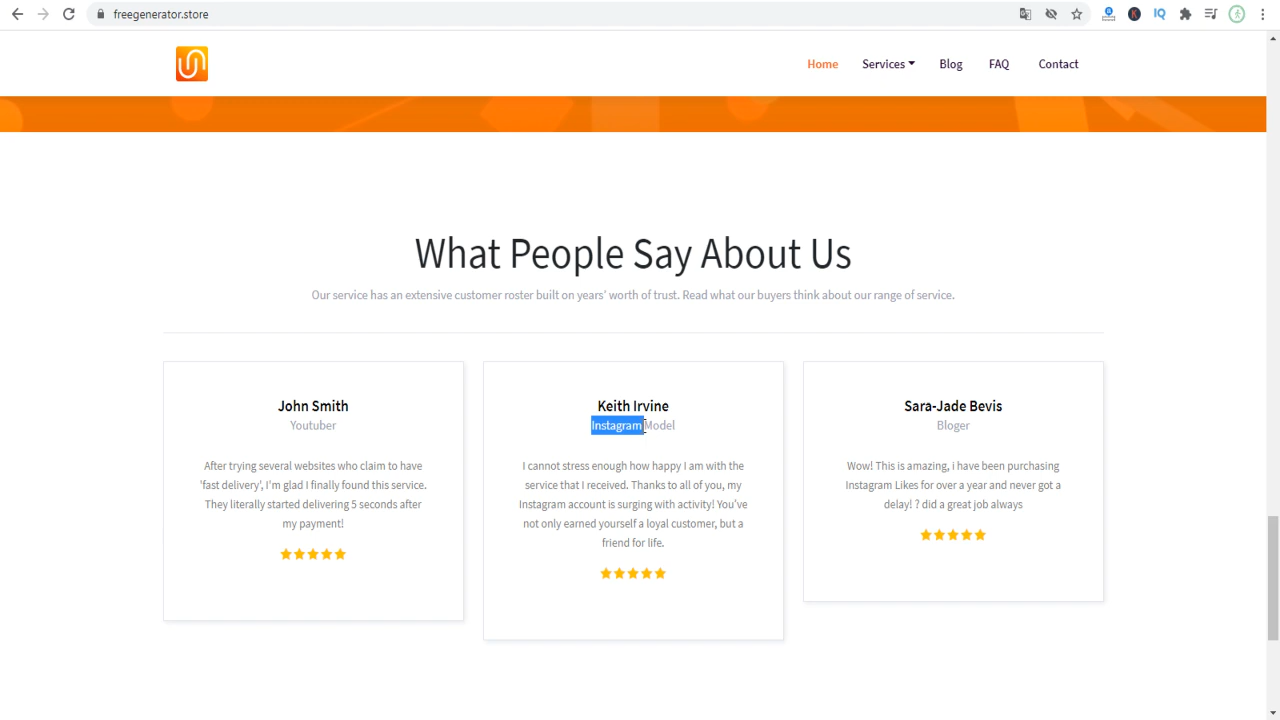 freegenerator.store
Home Services Blog FAQ Contact
What People Say About Us
Our service has an extensive customer roster built on years' worth of trust. Read what our buyers think about our range of service.
John Smith
Youtuber
After trying several websites who claim to have
'fast delivery', I'm glad I finally found this service.
They literally started delivering 5 seconds after
my payment!
Keith Irvine
Instagram Model
I cannot stress enough how happy I am with the
service that I received. Thanks to all of you, my
Instagram account is surging with activity! You've
not only earned yourself a loyal customer, but a
friend for life.
Sara-Jade Bevis
Bloger
Wow! This is amazing, i have been purchasing
Instagram Likes for over a year and never got a
delay! ? did a great job always